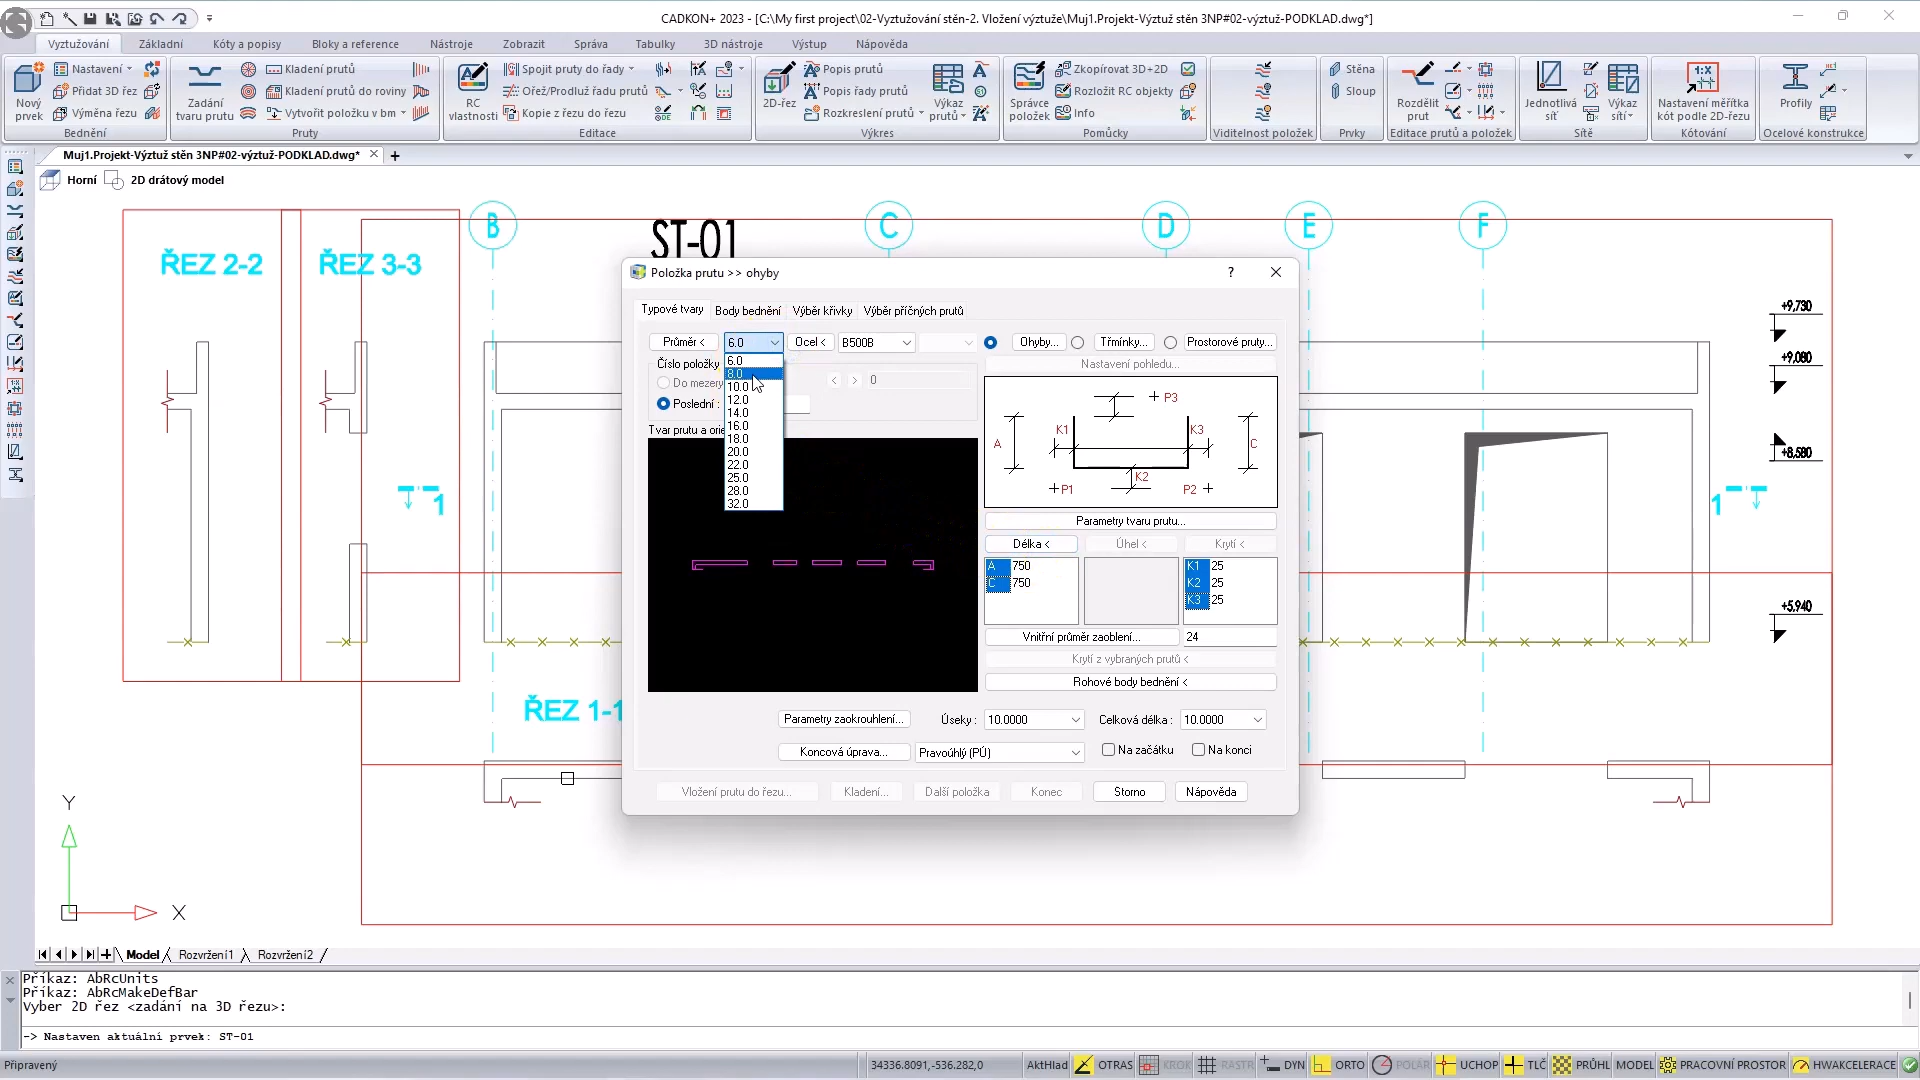 CADKON+ 2023 - [C:\My first project\02-Vyztužování stěn-2. Vložení výztuže\Muj1.Projekt-Výztuž stěn 3NP#02-výztuž-PODKLAD.dwg*]
Vyztužování Základní Kóty a popisy Bloky a reference Nástroje Zobrazit Správa Tabulky 3D nástroje Výstup Nápověda
Nový prvek
Nastavení
Přidat 3D řez
Výměna řezu
Bednění
Zadání tvaru prutu
Kladení prutů
Kladení prutů do roviny
Vytvořit položku v bm
Pruty
RC vlastnosti
Spojit pruty do řady
Ořež/Prodluž řadu prutů
Kopie z řezu do řezu
Editace
2D-řez
Popis prutů
Popis řady prutů
Rozkreslení prutů
Výkaz prutů
Výkres
Správce položek
Zkopírovat 3D+2D
Rozložit RC objekty
Info
Pomůcky
Viditelnost položek
Stěna
Sloup
Prvky
Rozdělit prut
Editace prutů a položek
Jednotlivá síť
Výkaz sítí
Sítě
1:X
Nastavení měřítka kót podle 2D-řezu
Kótování
Profily
Ocelové konstrukce
Muj1.Projekt-Výztuž stěn 3NP#02-výztuž-PODKLAD.dwg*
Horní 2D drátový model
ŘEZ 2-2
ŘEZ 3-3
B
ST-01
C
D
E
F
+9,730
+9,080
+8,580
+5,940
1
1
ŘEZ 1-1
Položka prutu >> ohyby
?
Typové tvary Body bednění Výběr křivky Výběr příčných prutů
Průměr < 6.0 Ocel < B500B Ohyby... Třmínky... Prostorové pruty...
6.0
8.0
10.0
12.0
14.0
16.0
18.0
20.0
22.0
25.0
28.0
32.0
Číslo položky
Do mezery
< > 0
Poslední :
Tvar prutu a orie
Nastavení pohledu...
P3
K1
K3
A
C
K2
P1
P2
Parametry tvaru prutu...
Délka < Úhel < Krytí <
A 750
C 750
K1 25
K2 25
K3 25
Vnitřní průměr zaoblení... 24
Krytí z vybraných prutů <
Rohové body bednění <
Parametry zaokrouhlení... Úseky : 10.0000 Celková délka : 10.0000
Koncová úprava... Pravoúhlý (PÚ) Na začátku Na konci
Vložení prutu do řezu... Kladení... Další položka Konec Storno Nápověda
Y
X
Model Rozvržení1 Rozvržení2
Příkaz: AbRcUnits
Příkaz: AbRcMakeDefBar
Vyber 2D řez <zadání na 3D řezu>:
-> Nastaven aktuální prvek: ST-01
Připravený 34336.8091,-536.282,0 AktHlad OTRAS KROK RASTR DYN ORTO POLÁR UCHOP TLČ PRŮHL MODEL PRACOVNÍ PROSTOR HWAKCELERACE